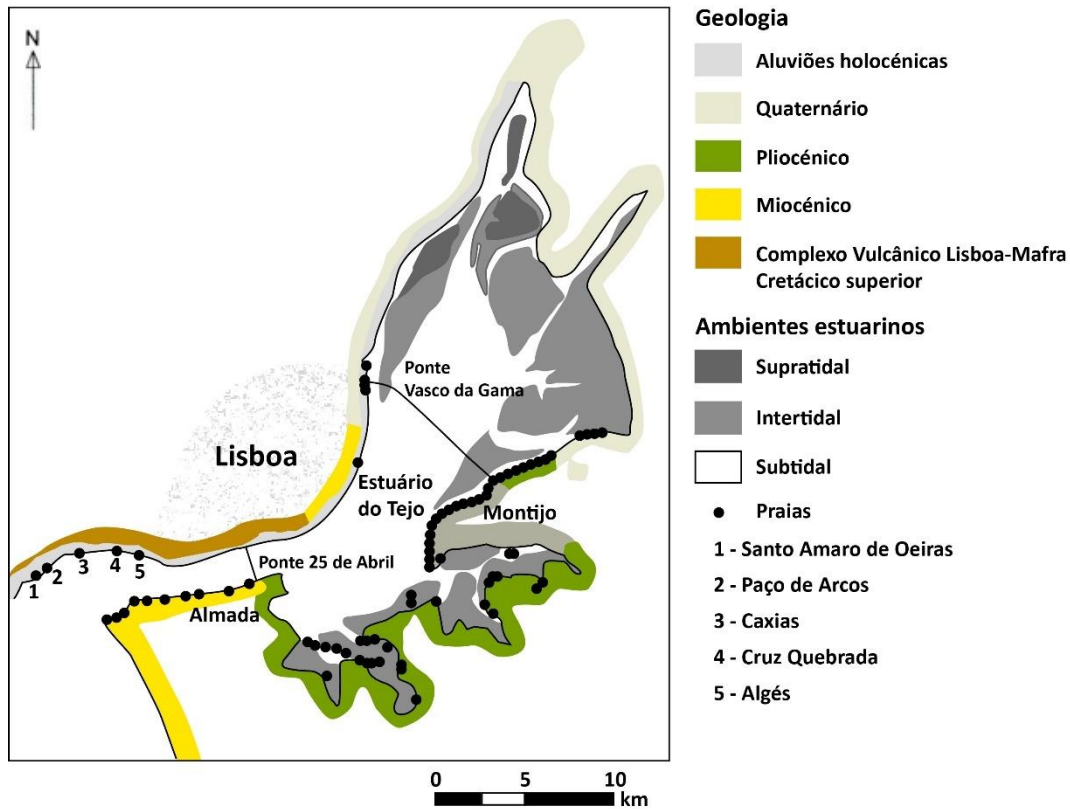 N
Lisboa
Ponte
Vasco da Gama
Estuário
do Tejo
Montijo
Ponte 25 de Abril
Almada
1
2
3
4
5
0 5 10
km
Geologia
Aluviões holocénicas
Quaternário
Pliocénico
Miocénico
Complexo Vulcânico Lisboa-Mafra
Cretácico superior
Ambientes estuarinos
Supratidal
Intertidal
Subtidal
Praias
1 - Santo Amaro de Oeiras
2 - Paço de Arcos
3 - Caxias
4 - Cruz Quebrada
5 - Algés